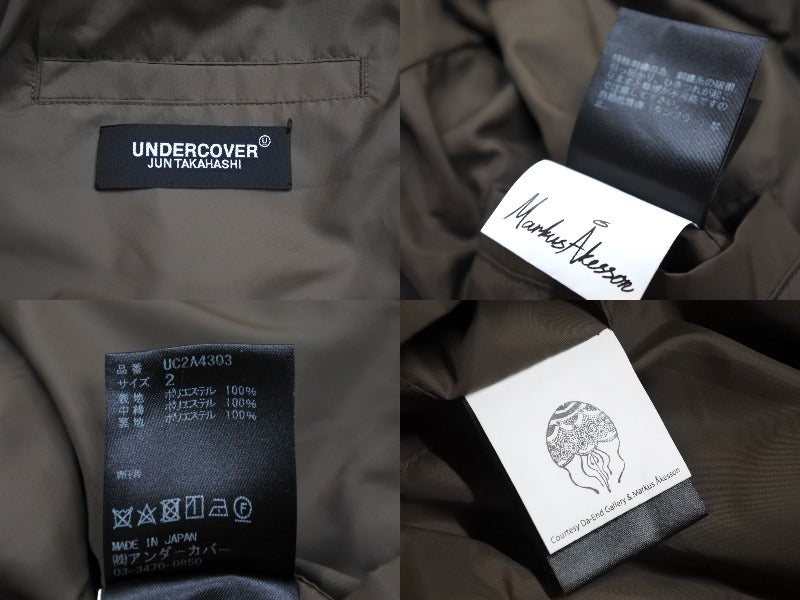 UNDERCOVER
JUN TAKAHASHI
Markus Åkesson
品番 UC2A4303
サイズ 2
表地 ポリエステル 100%
中綿 ポリエステル 100%
裏地 ポリエステル 100%
MADE IN JAPAN
㈱アンダーカバー
03-3470-0650
Courtesy Da-End Gallery & Markus Åkesson